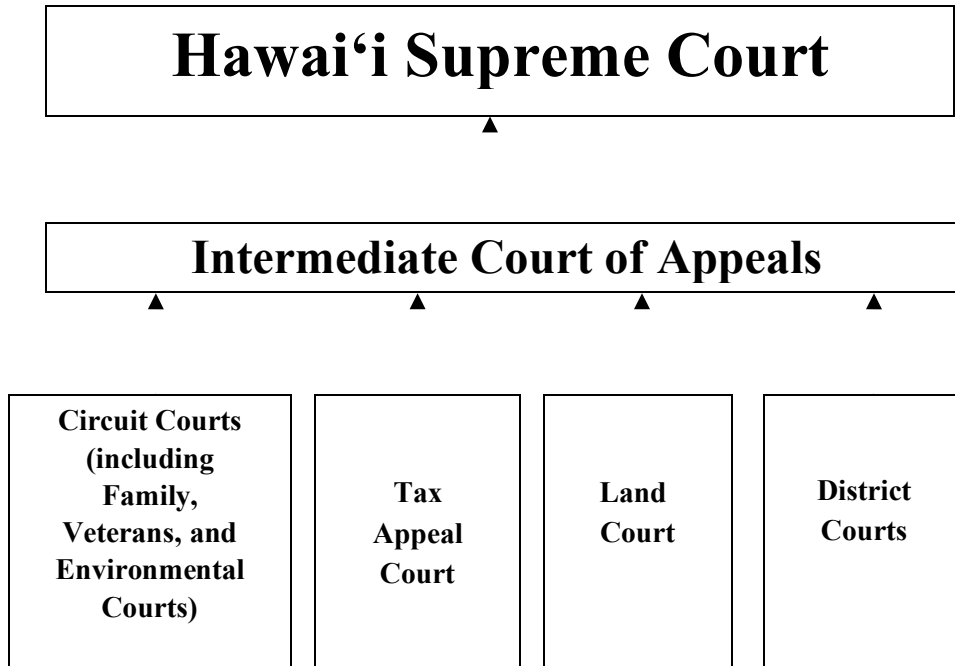 Hawai‘i Supreme Court
Intermediate Court of Appeals
Circuit Courts
(including
Family,
Veterans, and
Environmental
Courts)
Tax
Appeal
Court
Land
Court
District
Courts